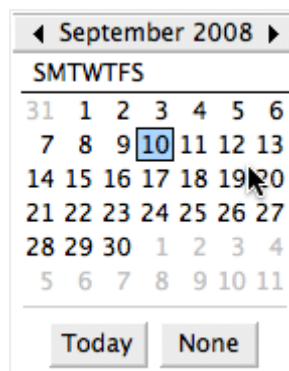 September 2008
SMTWTFS
31 1 2 3 4 5 6
7 8 9 10 11 12 13
14 15 16 17 18 19 20
21 22 23 24 25 26 27
28 29 30 1 2 3 4
5 6 7 8 9 10 11
Today None